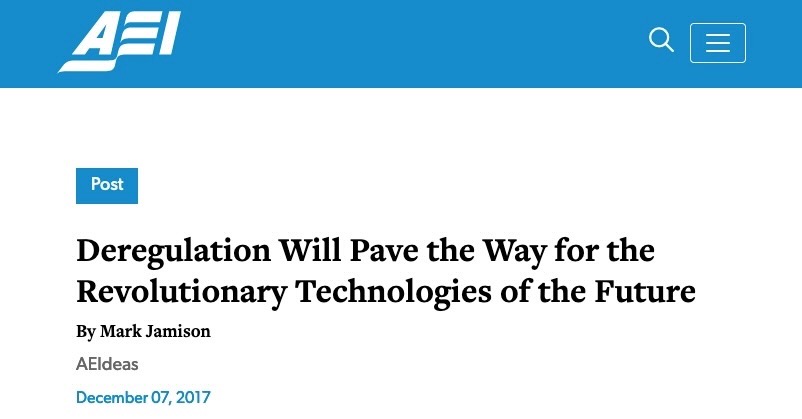 AEI
Post
Deregulation Will Pave the Way for the
Revolutionary Technologies of the Future
By Mark Jamison
AEIdeas
December 07, 2017